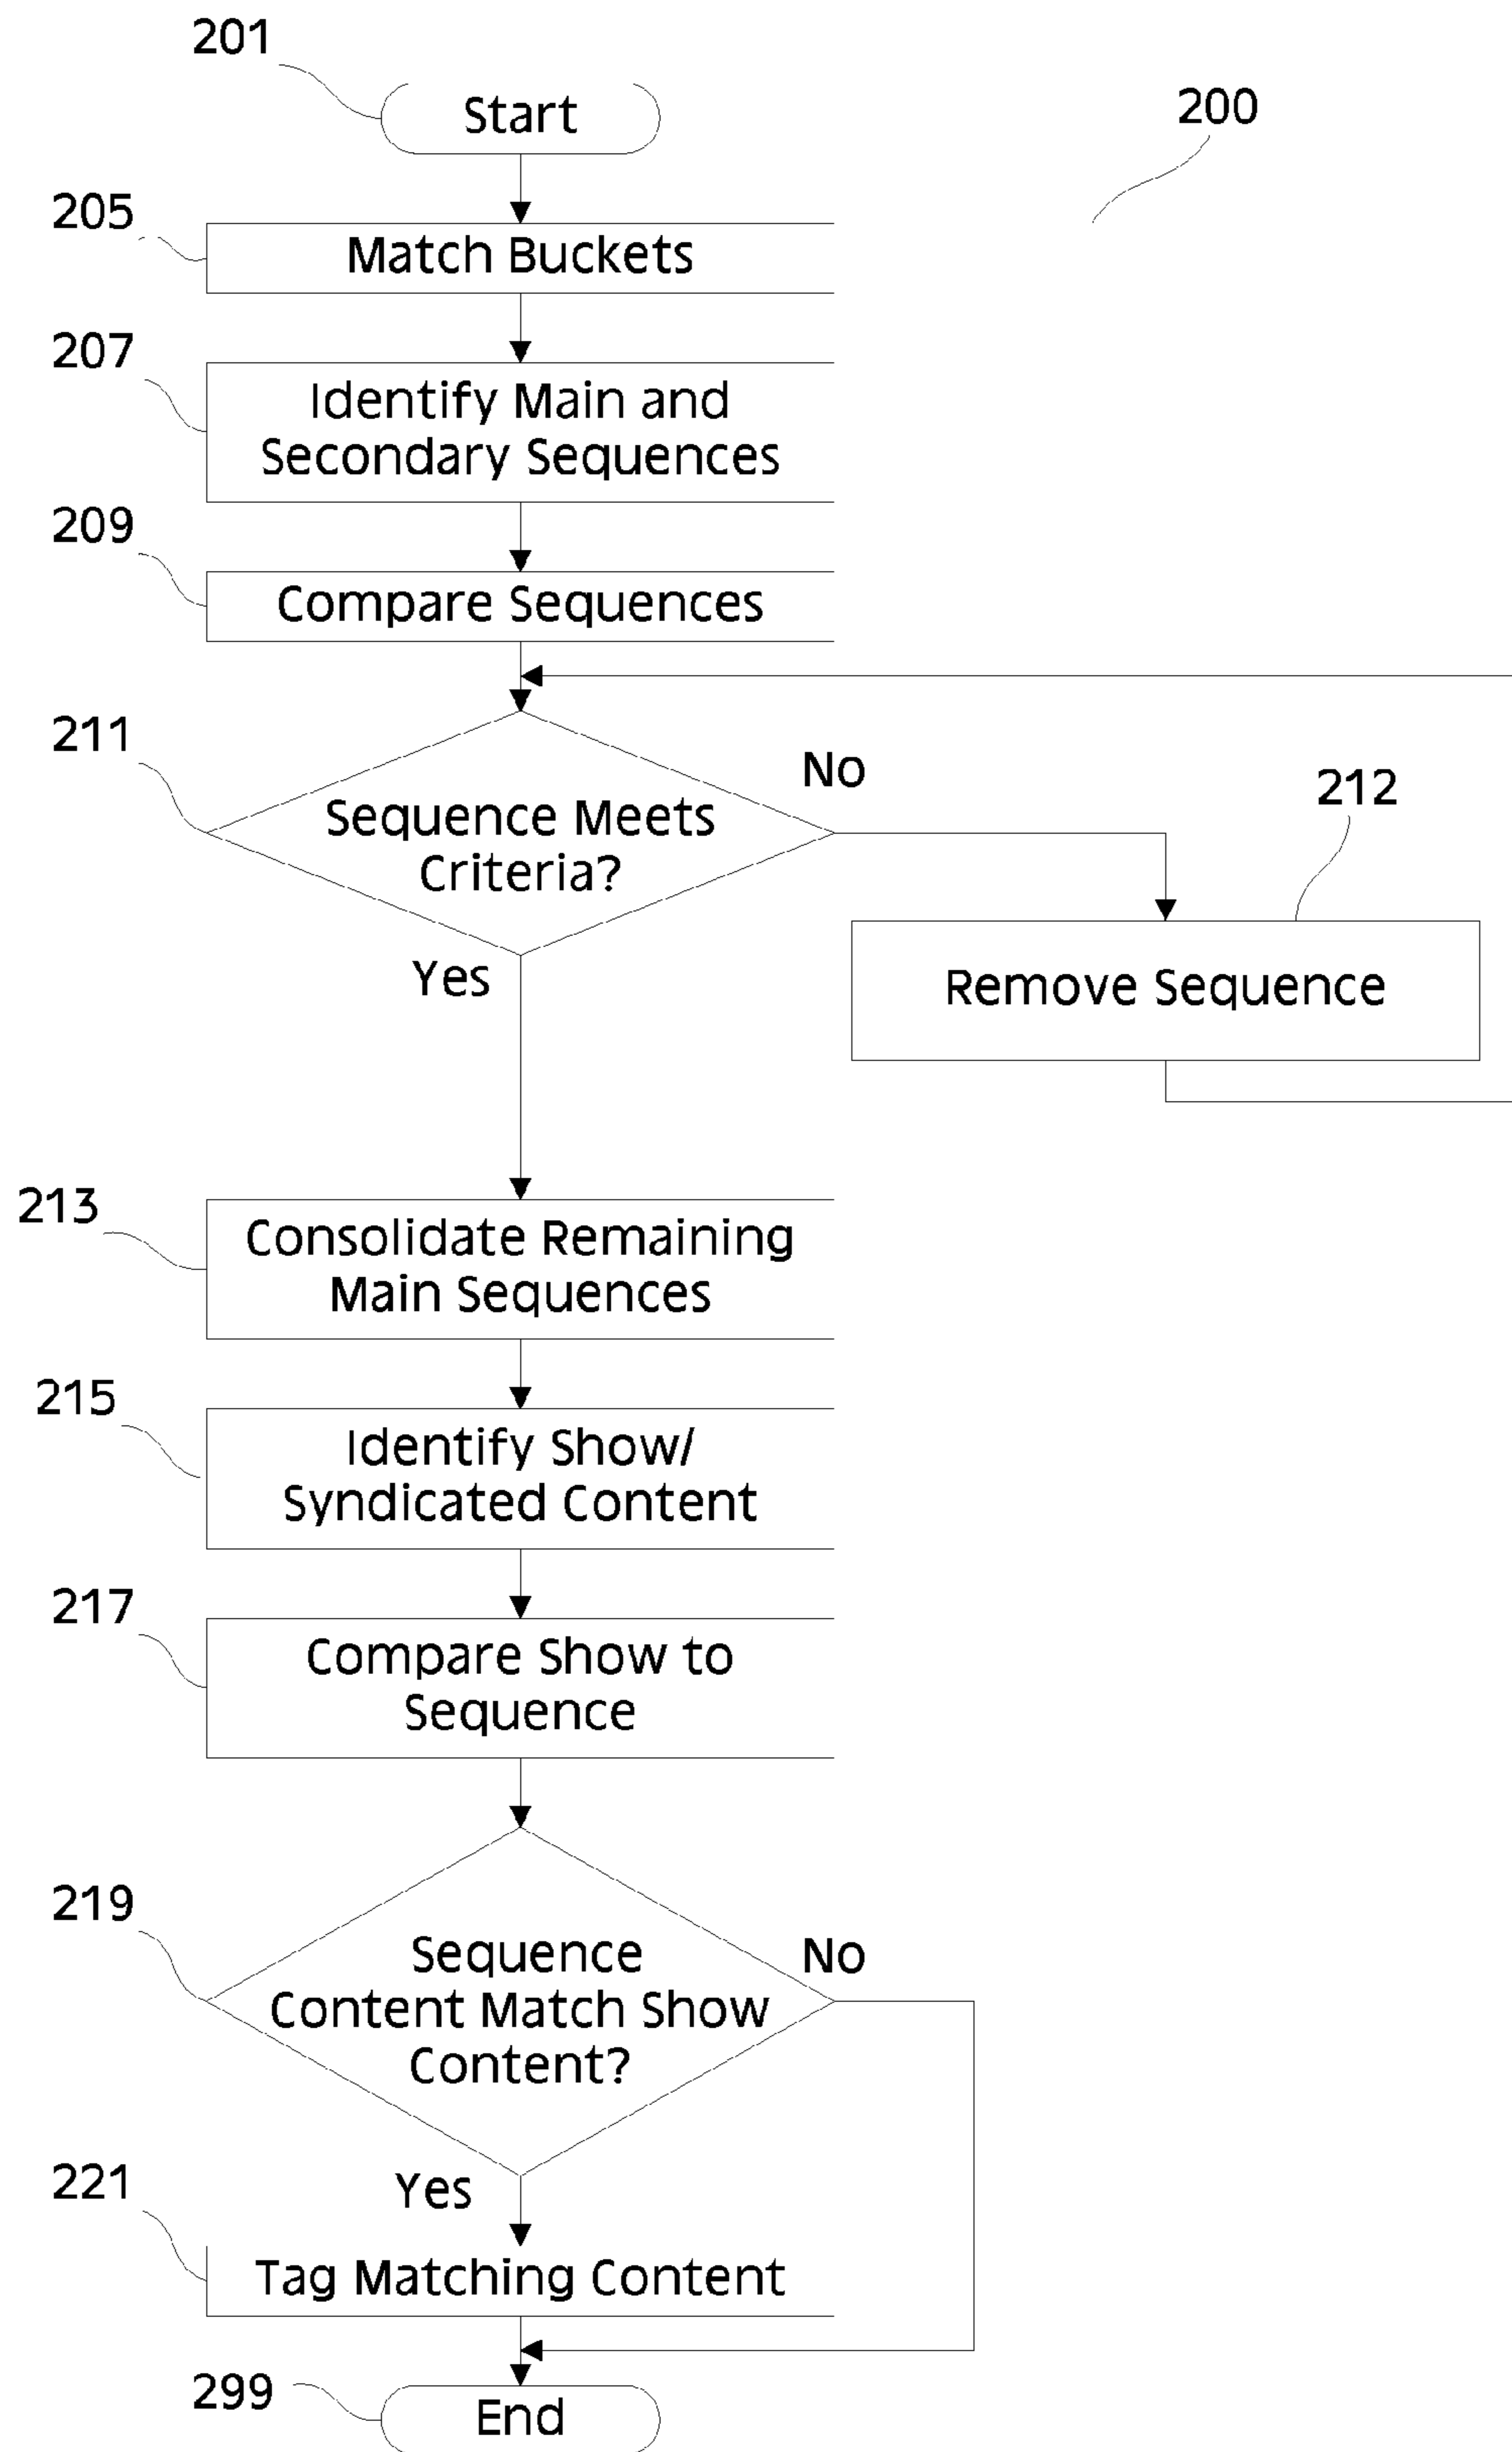 201
Start
200
205
Match Buckets
207
Identify Main and
Secondary Sequences
209
Compare Sequences
211
No
Sequence Meets
Criteria?
212
Yes
Remove Sequence
213
Consolidate Remaining
Main Sequences
215
Identify Show/
Syndicated Content
217
Compare Show to
Sequence
219
Sequence
No
Content Match Show
Content?
221
Yes
Tag Matching Content
299
End